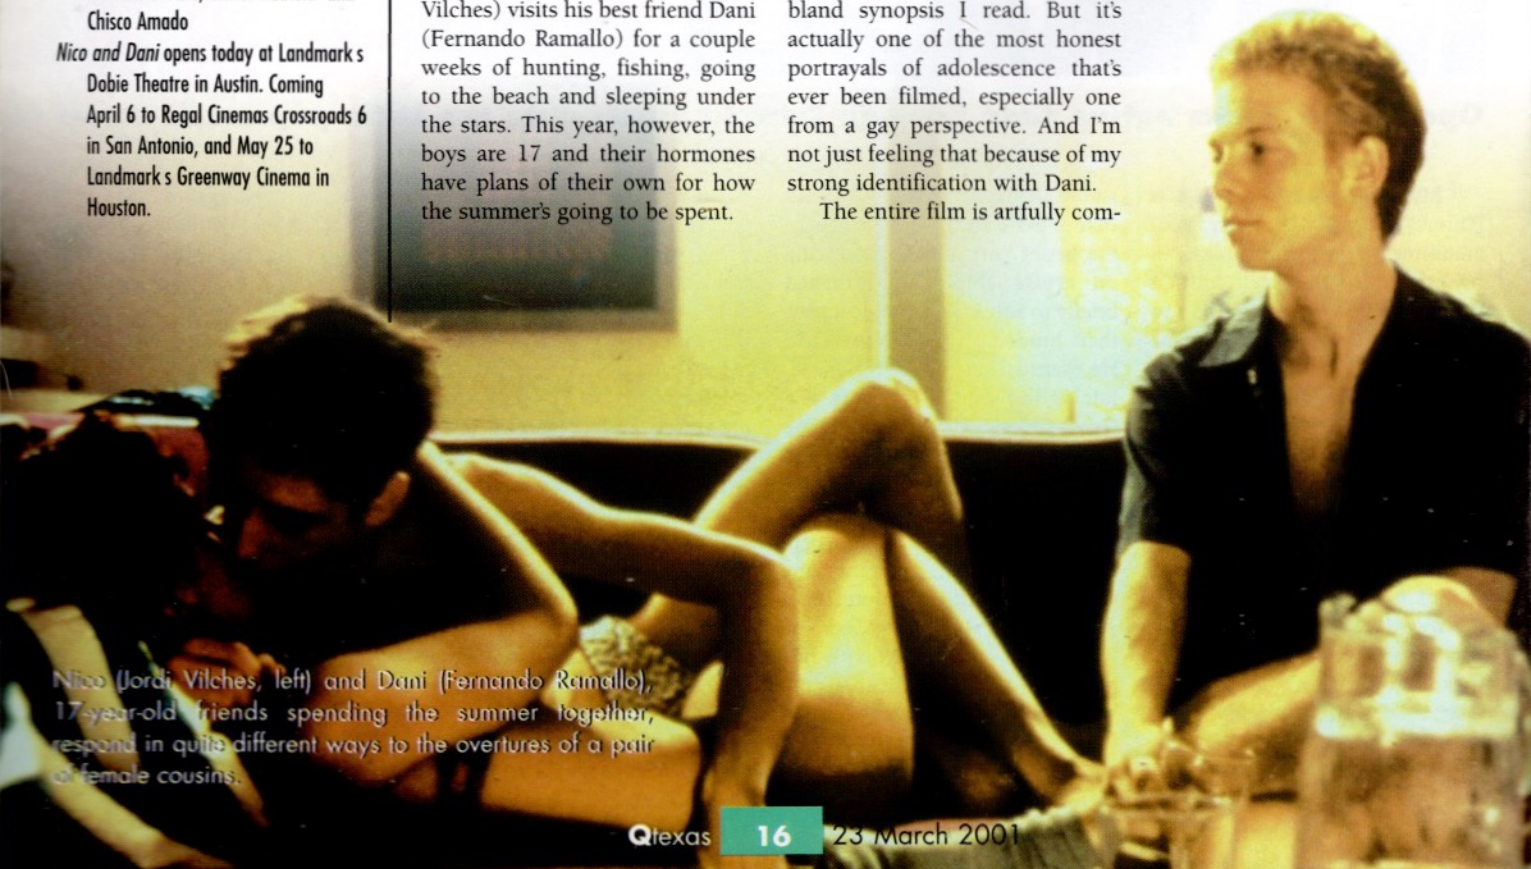 Chisco Amado
Nico and Dani opens today at Landmark s
Dobie Theatre in Austin. Coming
April 6 to Regal Cinemas Crossroads 6
in San Antonio, and May 25 to
Landmark s Greenway Cinema in
Houston.
Vilches) visits his best friend Dani
(Fernando Ramallo) for a couple
weeks of hunting, fishing, going
to the beach and sleeping under
the stars. This year, however, the
boys are 17 and their hormones
have plans of their own for how
the summer's going to be spent.
bland synopsis I read. But it's
actually one of the most honest
portrayals of adolescence that's
ever been filmed, especially one
from a gay perspective. And I'm
not just feeling that because of my
strong identification with Dani.
The entire film is artfully com-
Nico (Jordi Vilches, left) and Dani (Fernando Ramallo),
17-year-old friends spending the summer together,
respond in quite different ways to the overtures of a pair
of female cousins.
Qtexas 16 23 March 2001